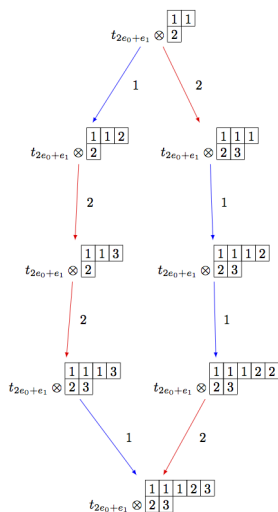 1 1
t_{2e_0+e_1} ⊗ 2
1 2
1 1 2 1 1 1
t_{2e_0+e_1} ⊗ 2 t_{2e_0+e_1} ⊗ 2 3
2 1
1 1 3 1 1 1 2
t_{2e_0+e_1} ⊗ 2 t_{2e_0+e_1} ⊗ 2 3
2 1
1 1 1 3 1 1 1 2 2
t_{2e_0+e_1} ⊗ 2 3 t_{2e_0+e_1} ⊗ 2 3
1 2
1 1 1 2 3
t_{2e_0+e_1} ⊗ 2 3